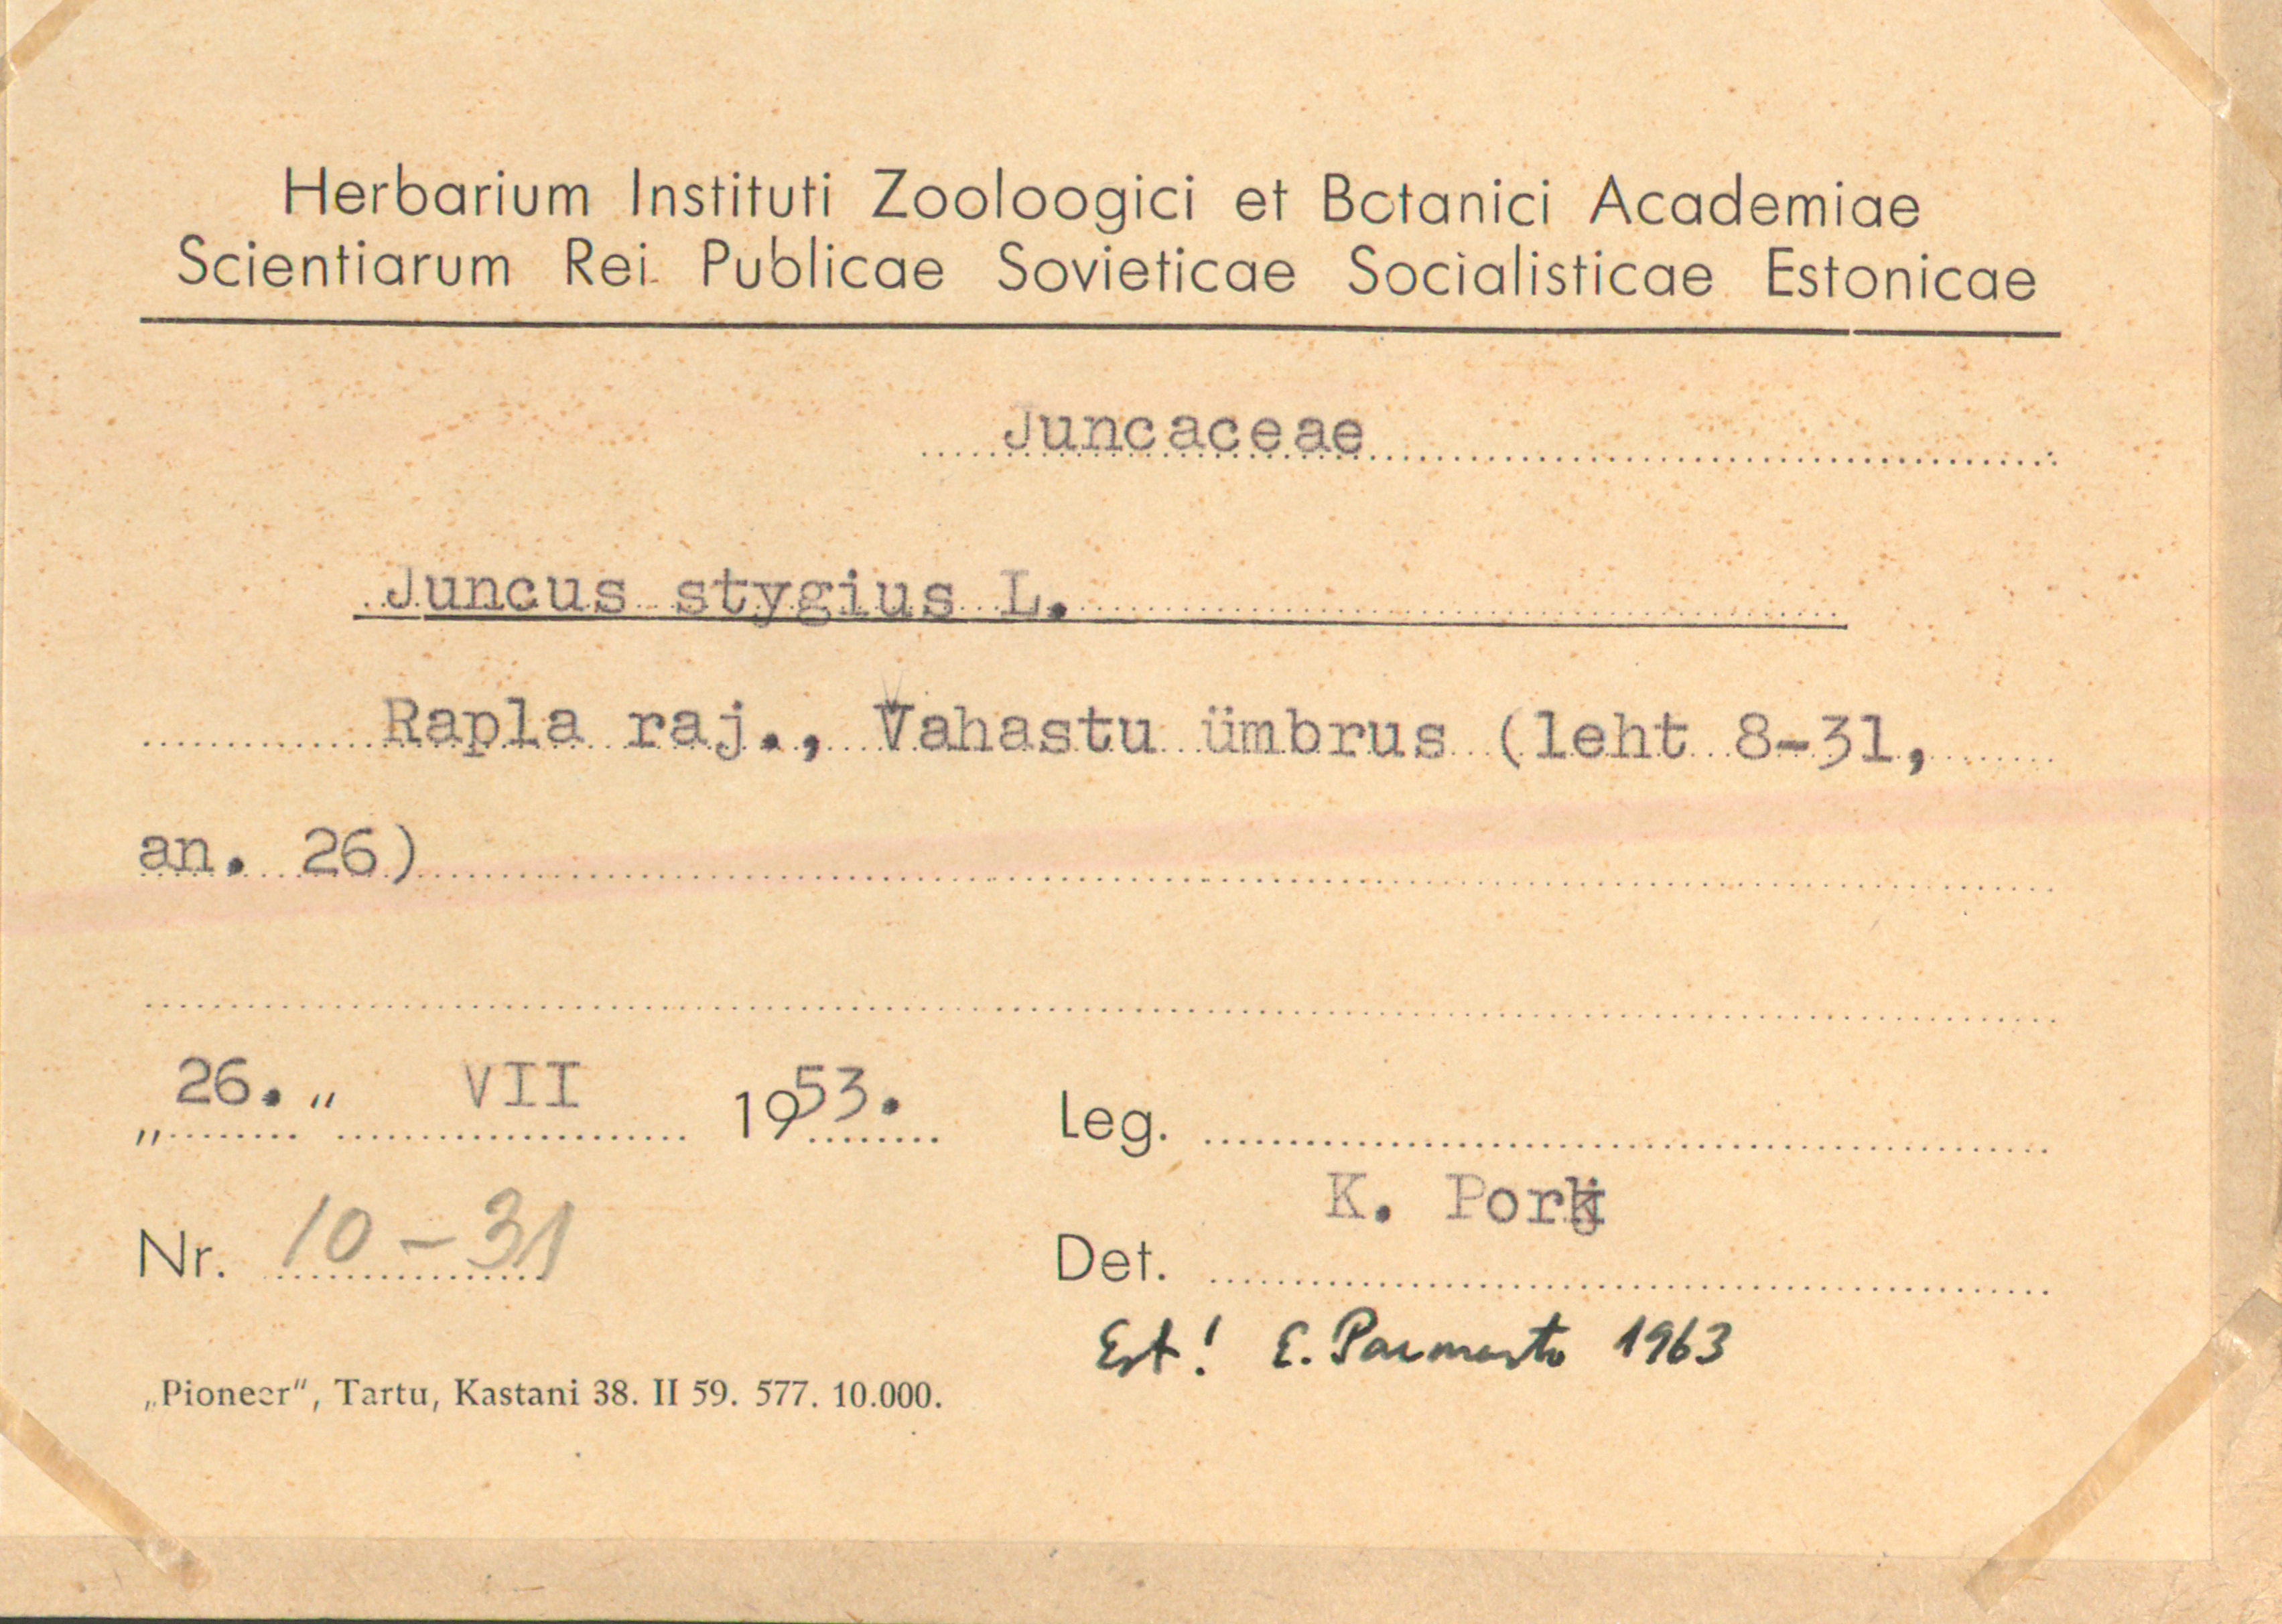 Herbarium Instituti Zooloogici et Botanici Academiae
Scientiarum Rei Publicae Sovieticae Socialisticae Estonicae
Juncaceae
Juncus stygius L.
Rapla raj., Vahastu ümbrus (leht 8-31,
an. 26)
„26.“ VII 1953.
Leg.
K. Pork
Nr. 10-31
Det.
Est! E. Parmasto 1963
„Pioneer“, Tartu, Kastani 38. II 59. 577. 10.000.